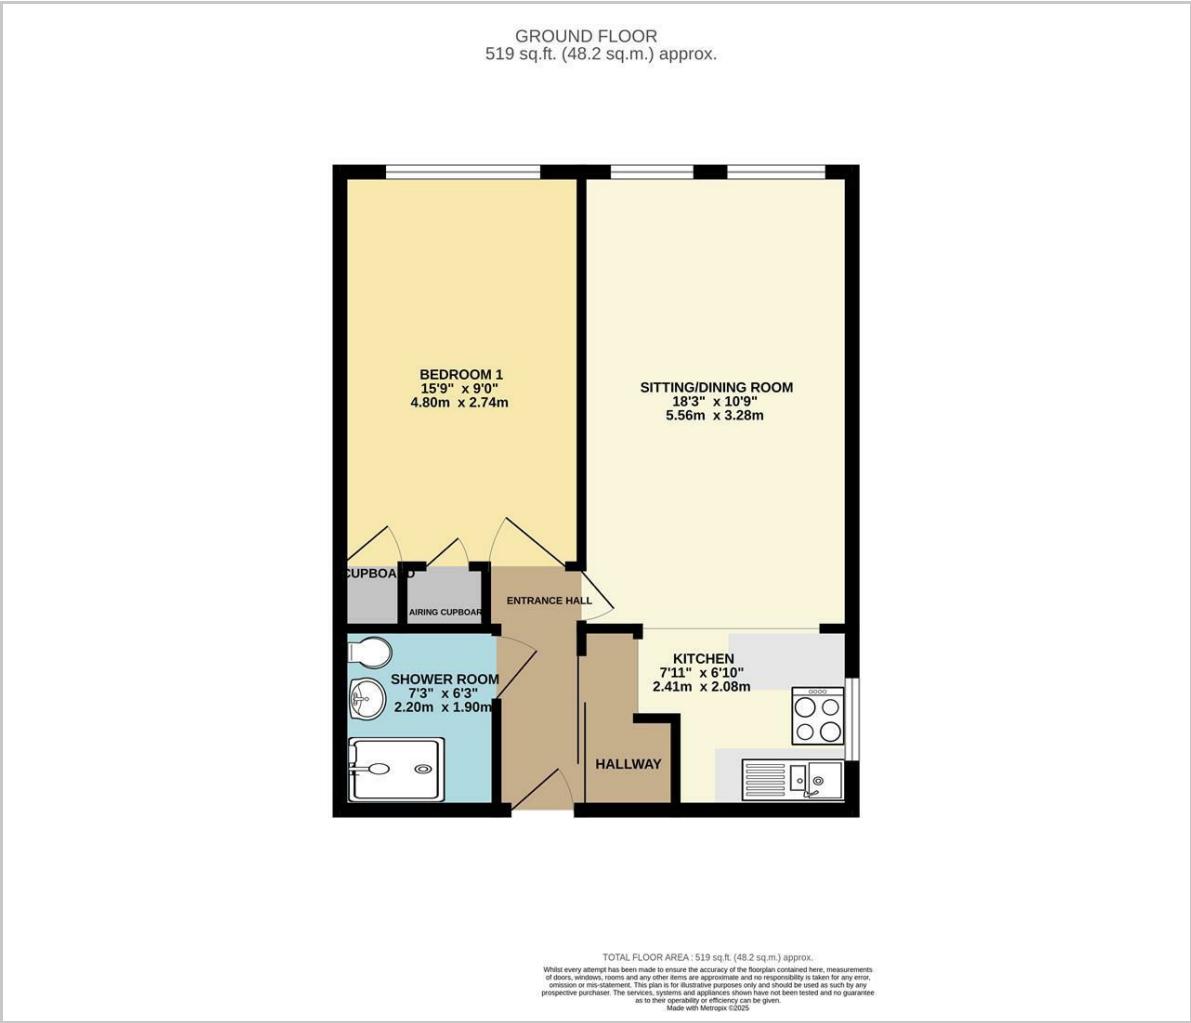 GROUND FLOOR
519 sq.ft. (48.2 sq.m.) approx.
BEDROOM 1
15'9" x 9'0"
4.80m x 2.74m
SITTING/DINING ROOM
18'3" x 10'9"
5.56m x 3.28m
CUPBOARD
AIRING CUPBOAR
ENTRANCE HALL
SHOWER ROOM
7'3" x 6'3"
2.20m x 1.90m
KITCHEN
7'11" x 6'10"
2.41m x 2.08m
HALLWAY
TOTAL FLOOR AREA : 519 sq.ft. (48.2 sq.m.) approx.
Whilst every attempt has been made to ensure the accuracy of the floorplan contained here, measurements
of doors, windows, rooms and any other items are approximate and no responsibility is taken for any error,
omission or mis-statement. This plan is for illustrative purposes only and should be used as such by any
prospective purchaser. The services, systems and appliances shown have not been tested and no guarantee
as to their operability or efficiency can be given.
Made with Metropix ©2025